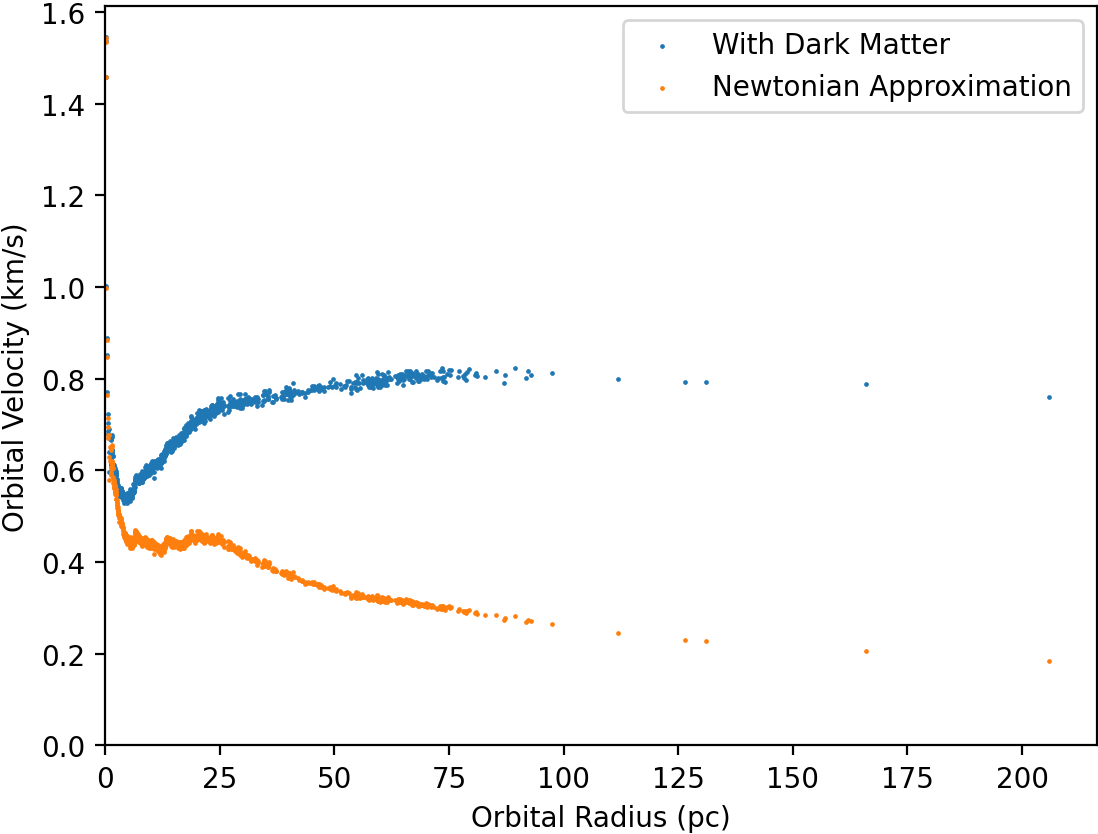 1.6
1.4
1.2
1.0
0.8
0.6
0.4
0.2
0.0
Orbital Velocity (km/s)
With Dark Matter
Newtonian Approximation
0 25 50 75 100 125 150 175 200
Orbital Radius (pc)